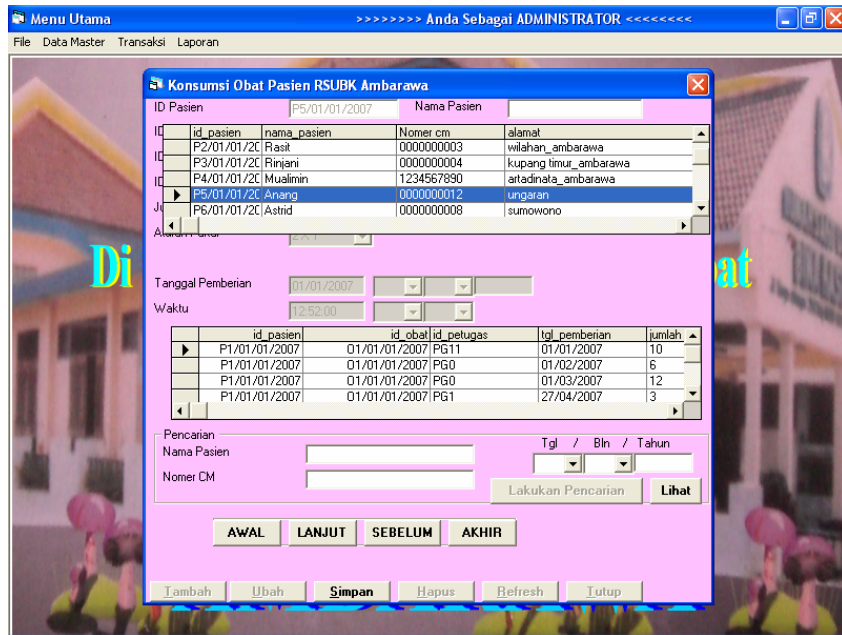 Menu Utama >>>>>>>> Anda Sebagai ADMINISTRATOR <<<<<<<<
File Data Master Transaksi Laporan
Konsumsi Obat Pasien RSUBK Ambarawa
ID Pasien P5/01/01/2007 Nama Pasien
id_pasien nama_pasien Nomer cm alamat
P2/01/01/20 Rasit 0000000003 wilahan_ambarawa
P3/01/01/20 Rinjani 0000000004 kupang timur_ambarawa
P4/01/01/20 Mualimin 1234567890 artadinata_ambarawa
P5/01/01/20 Anang 0000000012 ungaran
P6/01/01/20 Astrid 0000000008 sumowono
Di
Tanggal Pemberian 01/01/2007
Waktu 12:52:00
id_pasien id_obat id_petugas tgl_pemberian jumlah
P1/01/01/2007 O1/01/01/2007 PG11 01/01/2007 10
P1/01/01/2007 O1/01/01/2007 PG0 01/02/2007 6
P1/01/01/2007 O1/01/01/2007 PG0 01/03/2007 12
P1/01/01/2007 O1/01/01/2007 PG1 27/04/2007 3
Pencarian
Tgl / Bln / Tahun
Nama Pasien
Nomer CM
Lakukan Pencarian Lihat
AWAL LANJUT SEBELUM AKHIR
Tambah Ubah Simpan Hapus Refresh Tutup